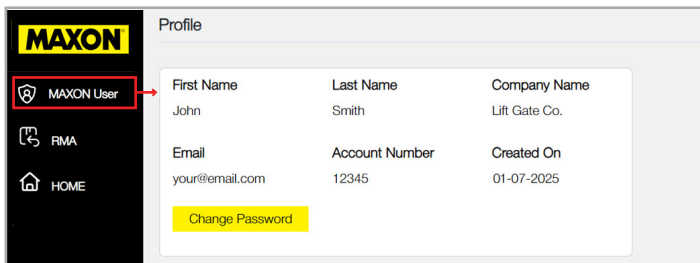 MAXON
MAXON User
RMA
HOME
Profile
First Name Last Name Company Name
John Smith Lift Gate Co.
Email Account Number Created On
your@email.com 12345 01-07-2025
Change Password